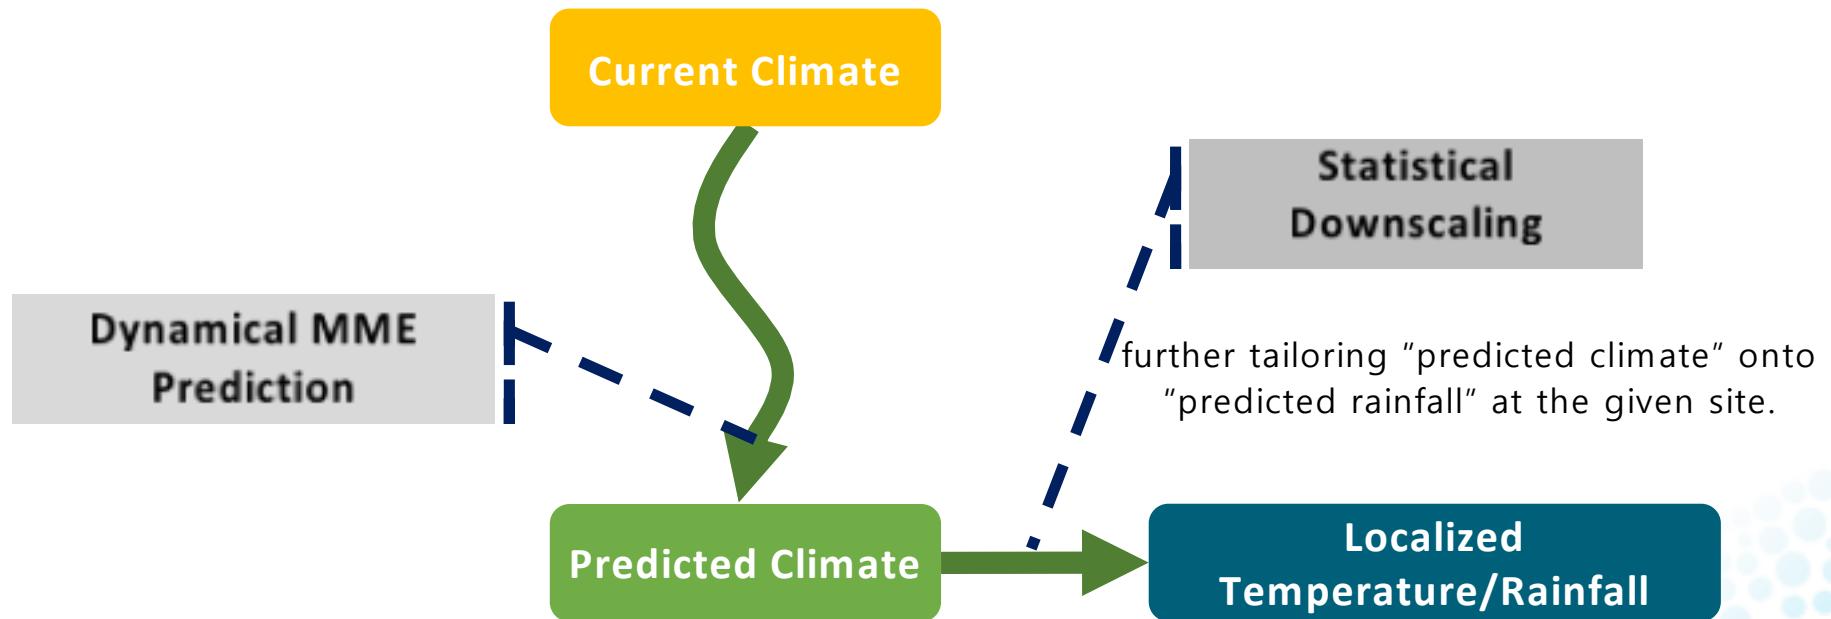 Current Climate
Statistical
Downscaling
Dynamical MME
Prediction
further tailoring "predicted climate" onto
"predicted rainfall" at the given site.
Predicted Climate
Localized
Temperature/Rainfall